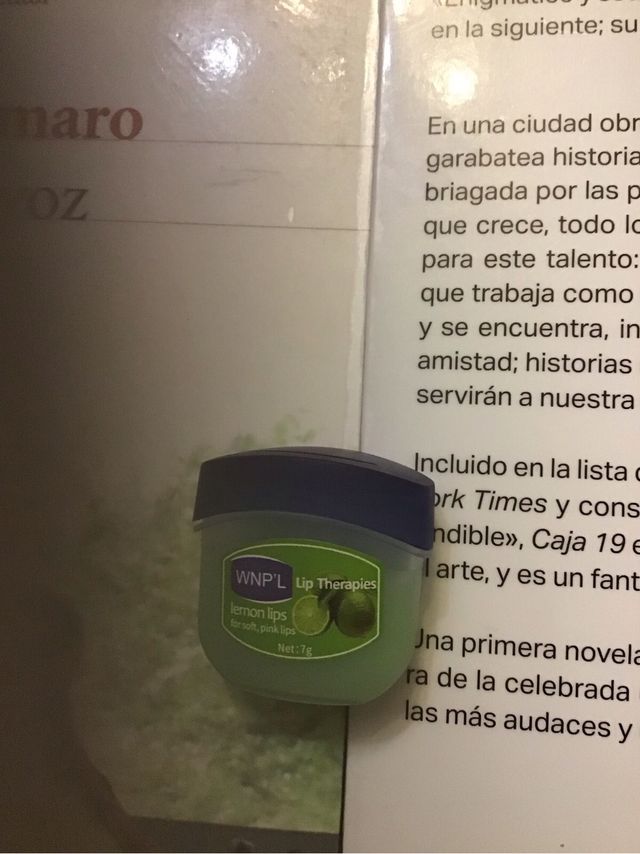 maro
voz
«Enigmático y
en la siguiente; su
En una ciudad obr
garabatea historia
briagada por las p
que crece, todo lo
para este talento:
que trabaja como
y se encuentra, in
amistad; historias
servirán a nuestra
Incluido en la lista
ork Times y cons
ndible», Caja 19 e
l arte, y es un fant
Una primera novela
ra de la celebrada
las más audaces y
WNP'L
Lip Therapies
lemon lips
for soft, pink lips
Net:7g